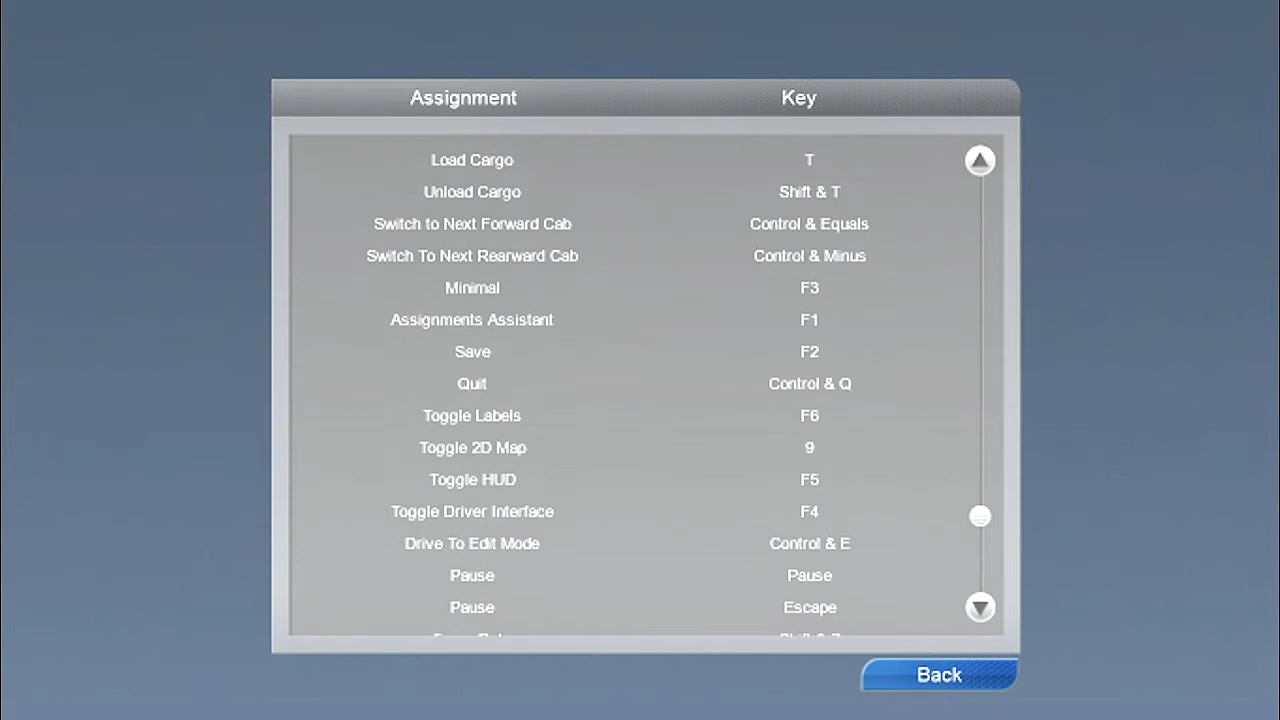 Assignment Key
Load Cargo T
Unload Cargo Shift & T
Switch to Next Forward Cab Control & Equals
Switch To Next Rearward Cab Control & Minus
Minimal F3
Assignments Assistant F1
Save F2
Quit Control & Q
Toggle Labels F6
Toggle 2D Map 9
Toggle HUD F5
Toggle Driver Interface F4
Drive To Edit Mode Control & E
Pause Pause
Pause Escape
Back